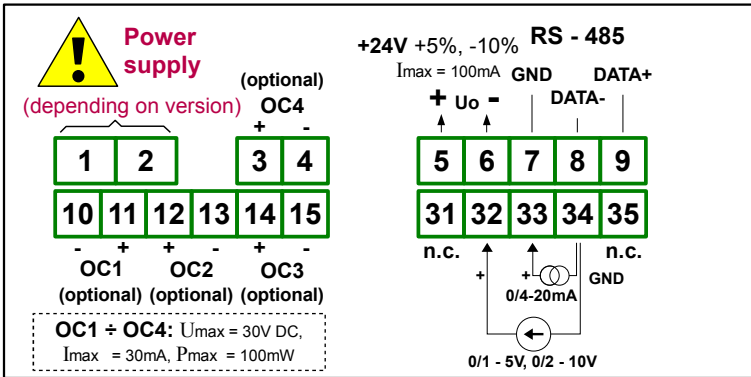 Power
supply
(depending on version)
(optional)
OC4
+ -
+24V +5%, -10%
Imax = 100mA
+ Uo -
RS - 485
GND
DATA-
DATA+
1 2 3 4
10 11 12 13 14 15
- + + - + -
OC1 OC2 OC3
(optional) (optional) (optional)
OC1 ÷ OC4: Umax = 30V DC,
Imax = 30mA, Pmax = 100mW
5 6 7 8 9
31 32 33 34 35
n.c. n.c.
+ + GND
0/4-20mA
0/1 - 5V, 0/2 - 10V